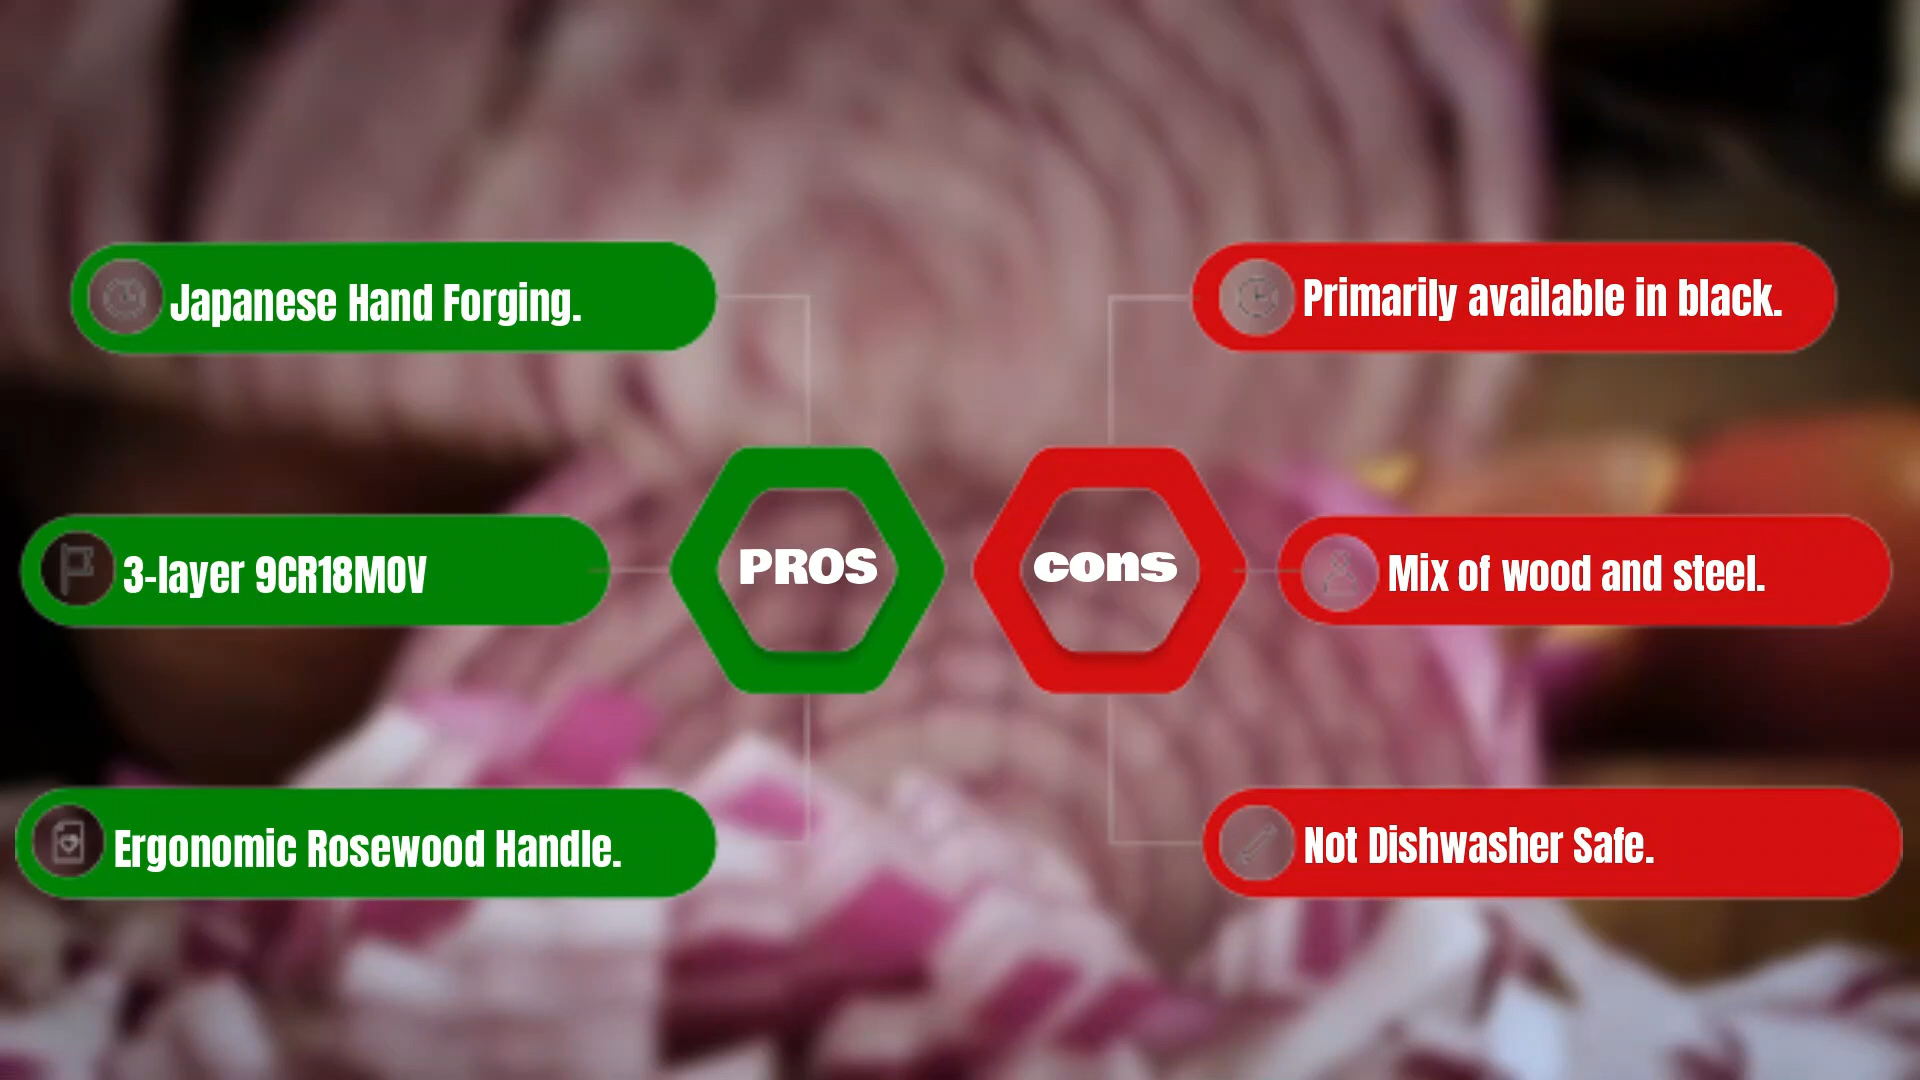 Japanese Hand Forging.
3-layer 9CR18MOV
Ergonomic Rosewood Handle.
PROS
cons
Primarily available in black.
Mix of wood and steel.
Not Dishwasher Safe.